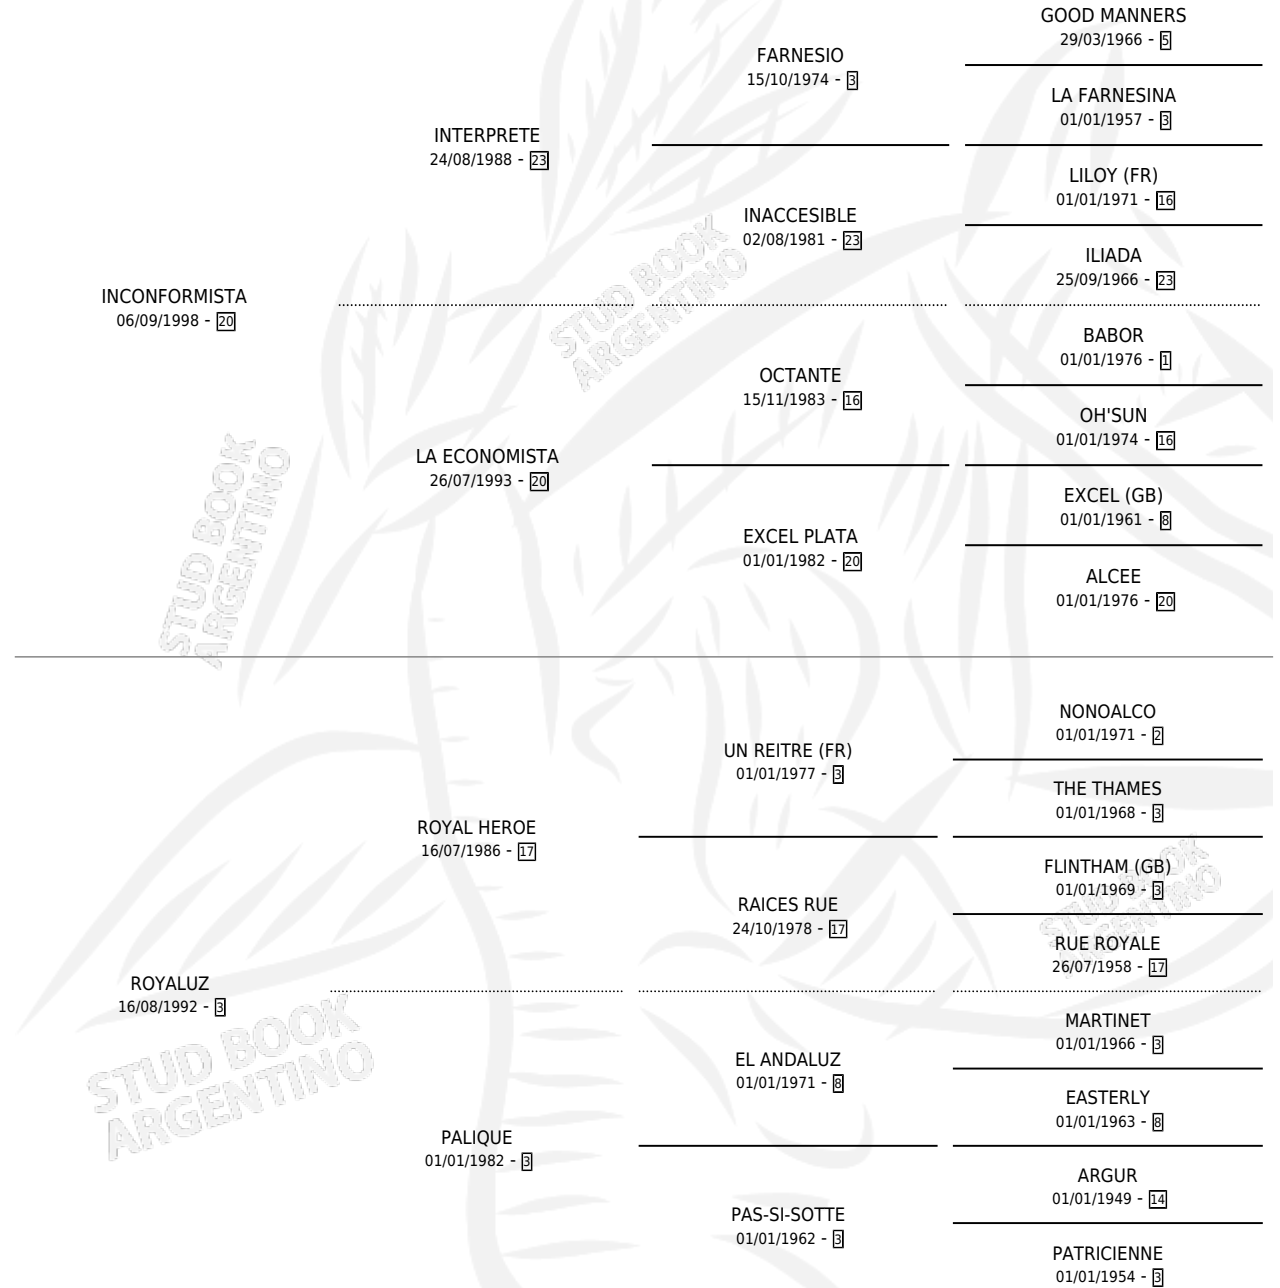 GOOD MANNERS
29/03/1966 - 5
FARNESIO
15/10/1974 - 3
LA FARNESINA
01/01/1957 - 3
INTERPRETE
24/08/1988 - 23
LILOY (FR)
01/01/1971 - 16
INACCESIBLE
02/08/1981 - 23
ILIADA
25/09/1966 - 23
INCONFORMISTA
06/09/1998 - 20
BABOR
01/01/1976 - 1
OCTANTE
15/11/1983 - 16
OH'SUN
01/01/1974 - 16
LA ECONOMISTA
26/07/1993 - 20
EXCEL (GB)
01/01/1961 - 8
EXCEL PLATA
01/01/1982 - 20
ALCEE
01/01/1976 - 20
STUD BOOK
ARGENTINO
STUD BOOK
ARGENTINO
NONOALCO
01/01/1971 - 2
UN REITRE (FR)
01/01/1977 - 3
THE THAMES
01/01/1968 - 3
ROYAL HEROE
16/07/1986 - 17
FLINTHAM (GB)
01/01/1969 - 3
RAICES RUE
24/10/1978 - 17
RUE ROYALE
26/07/1958 - 17
STUD BOOK
ARGENTINO
ROYALUZ
16/08/1992 - 3
MARTINET
01/01/1966 - 3
EL ANDALUZ
01/01/1971 - 8
EASTERLY
01/01/1963 - 8
STUD BOOK
ARGENTINO
PALIQUE
01/01/1982 - 3
ARGUR
01/01/1949 - 14
PAS-SI-SOTTE
01/01/1962 - 3
PATRICIENNE
01/01/1954 - 3